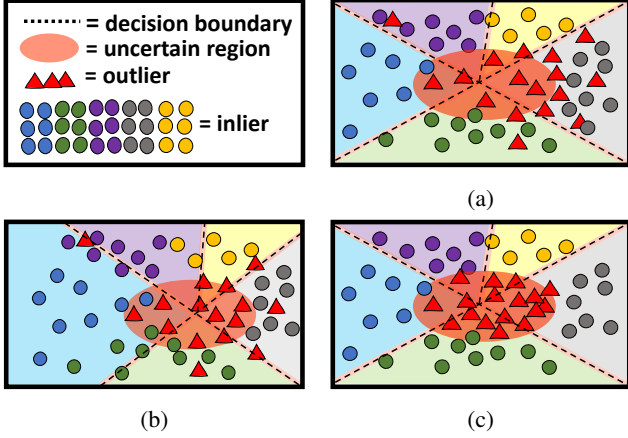 = decision boundary
= uncertain region
= outlier
= inlier
(a)
(b)
(c)